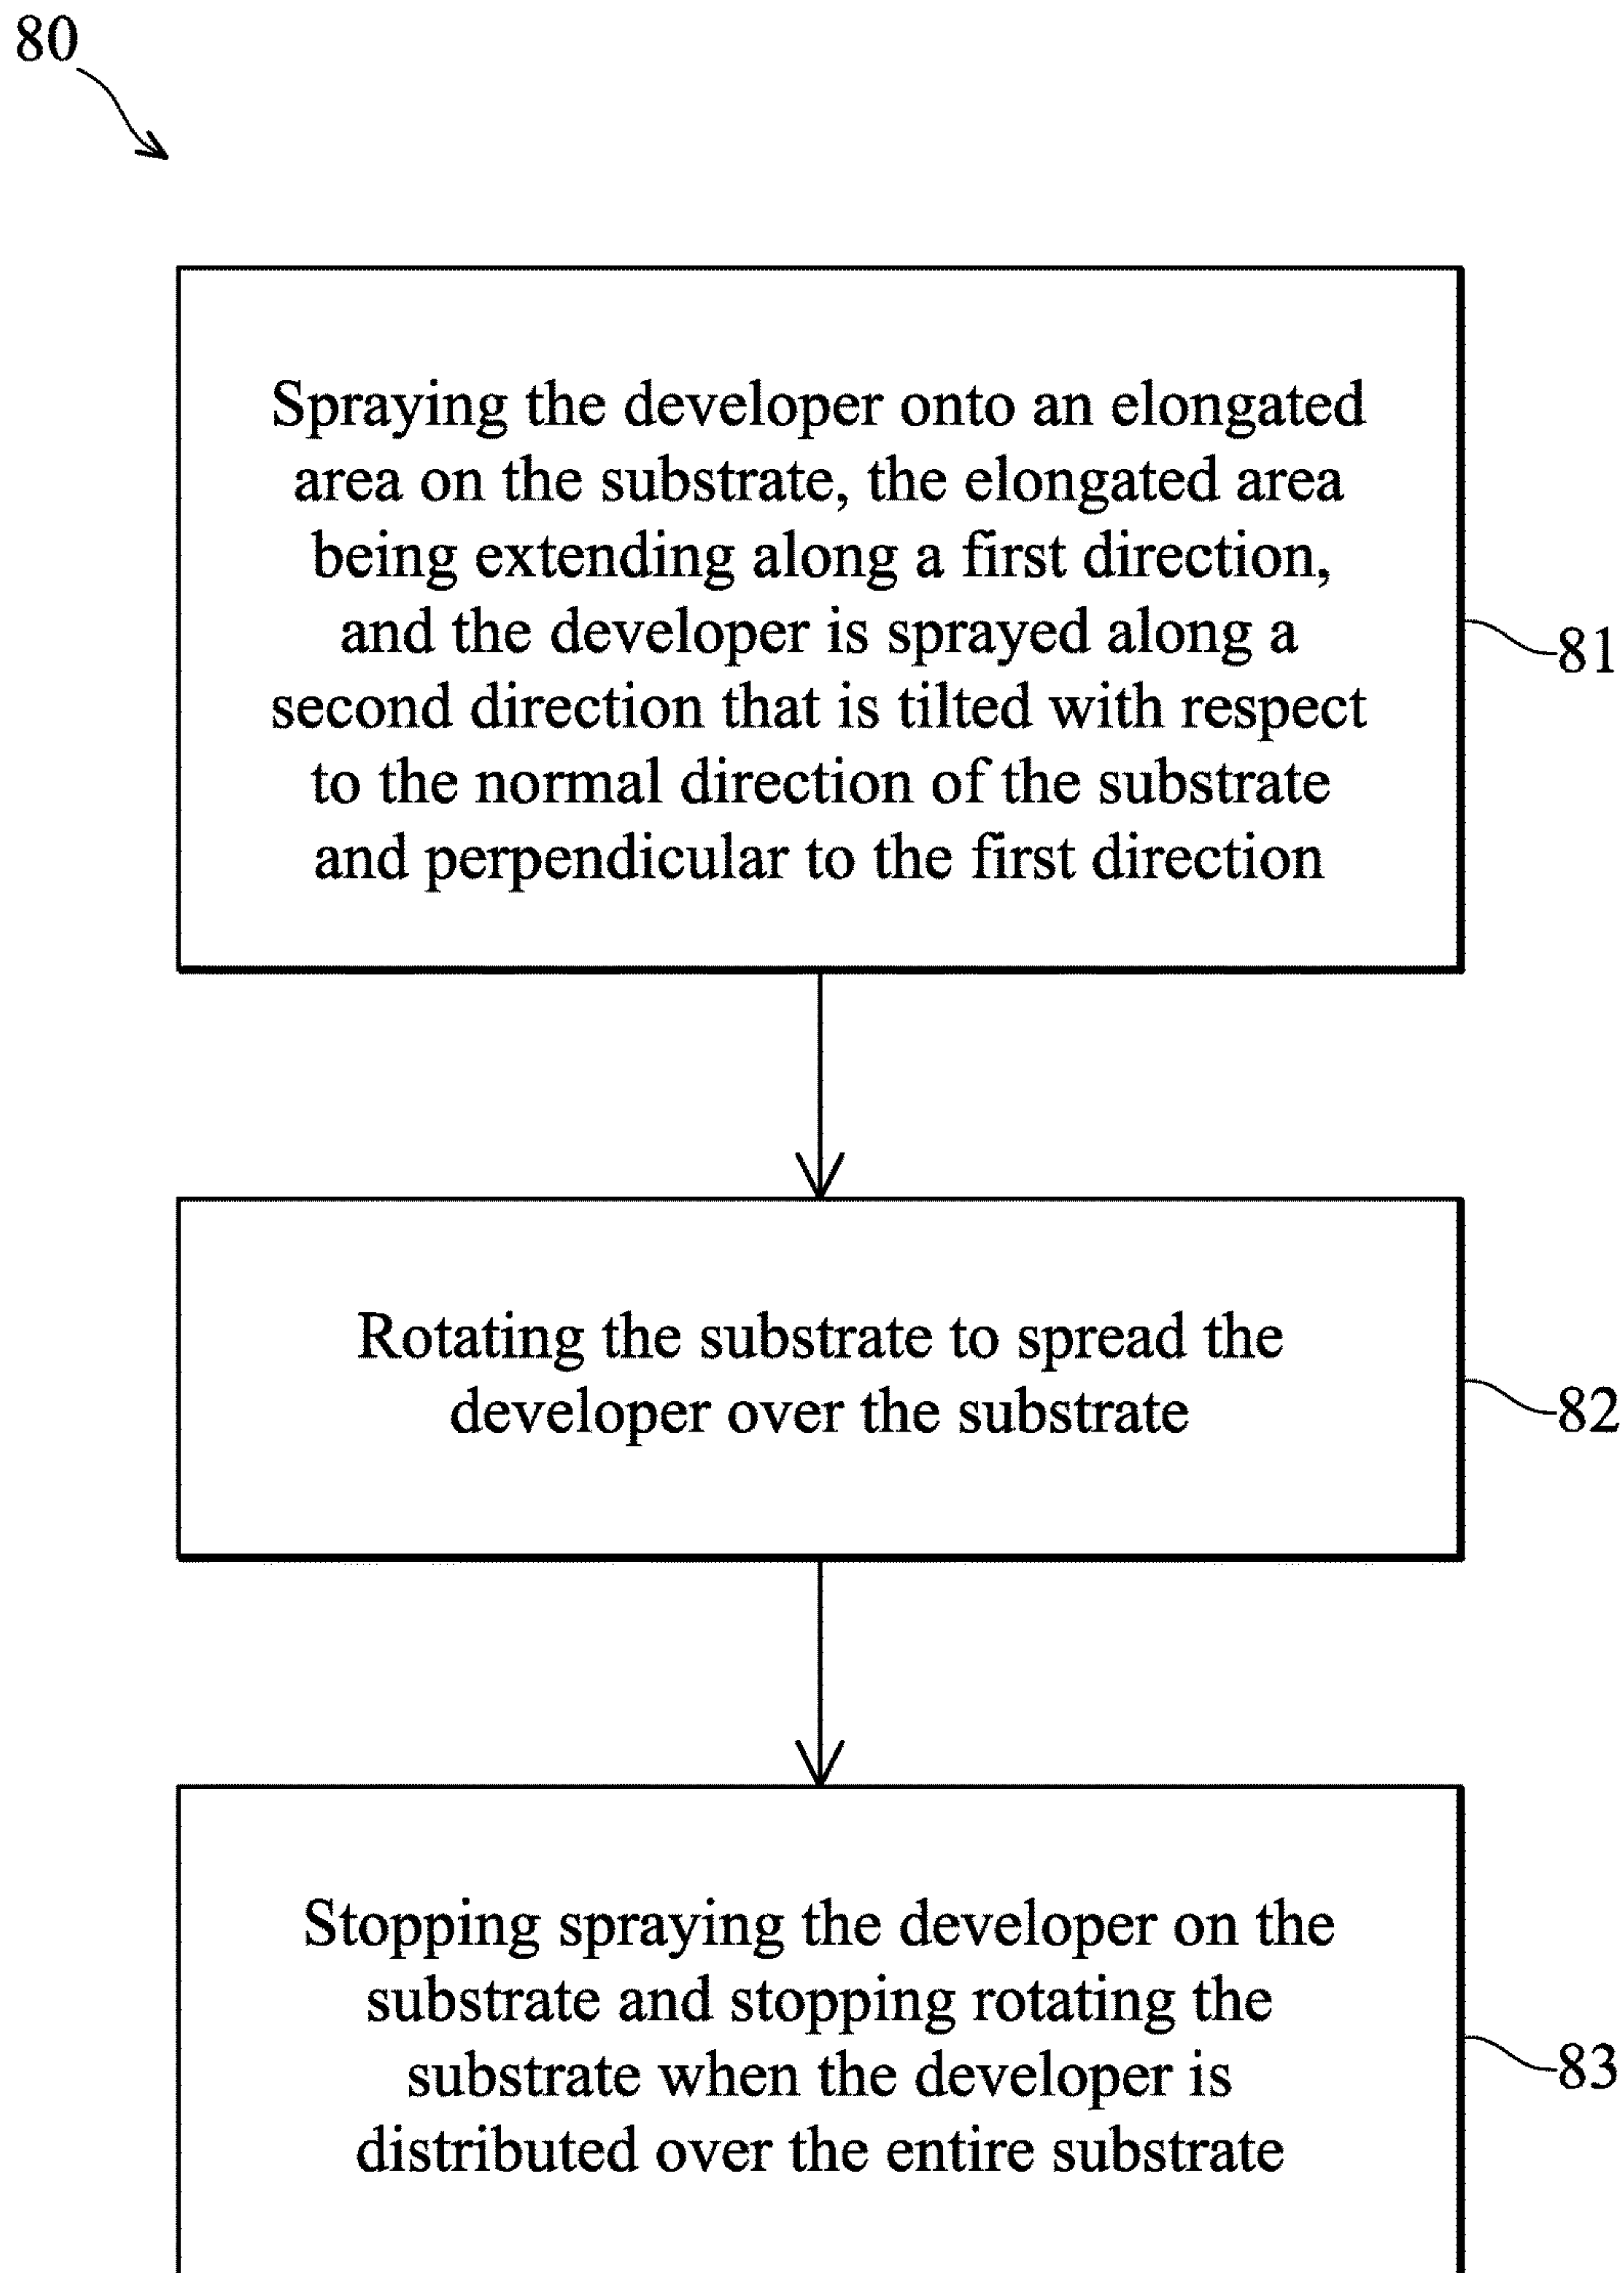 80
Spraying the developer onto an elongated
area on the substrate, the elongated area
being extending along a first direction,
and the developer is sprayed along a
second direction that is tilted with respect
to the normal direction of the substrate
and perpendicular to the first direction
81
Rotating the substrate to spread the
developer over the substrate
82
Stopping spraying the developer on the
substrate and stopping rotating the
substrate when the developer is
distributed over the entire substrate
83